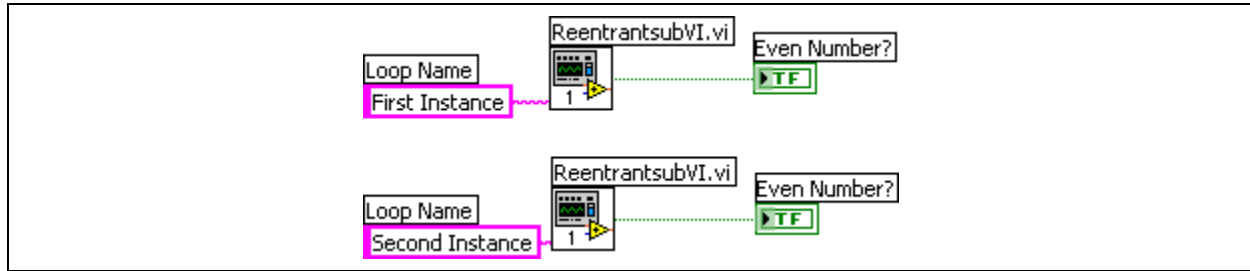 ReentrantsubVI.vi
Even Number?
Loop Name
TF
First Instance
1
ReentrantsubVI.vi
Even Number?
Loop Name
TF
Second Instance
1